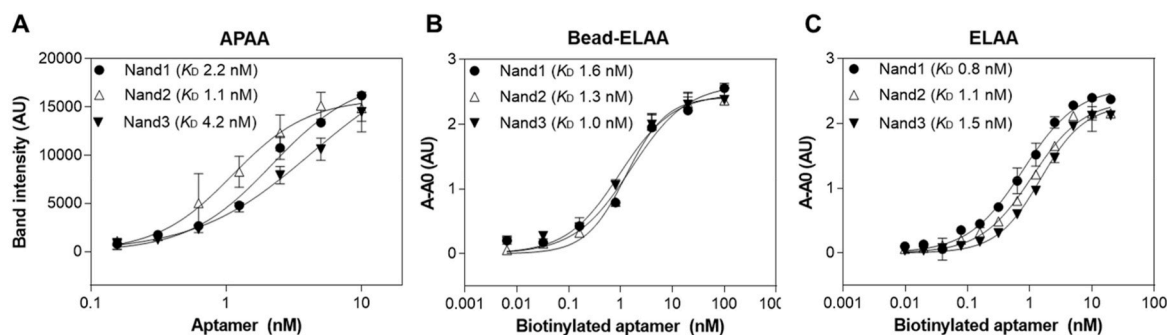 A
APAA
20000
15000
10000
5000
0
Band intensity (AU)
Nand1 (KD 2.2 nM)
Nand2 (KD 1.1 nM)
Nand3 (KD 4.2 nM)
0.1
1
10
Aptamer (nM)
B
Bead-ELAA
3
2
1
0
A-A0 (AU)
Nand1 (KD 1.6 nM)
Nand2 (KD 1.3 nM)
Nand3 (KD 1.0 nM)
0.001
0.01
0.1
1
10
100
1000
Biotinylated aptamer (nM)
C
ELAA
3
2
1
0
A-A0 (AU)
Nand1 (KD 0.8 nM)
Nand2 (KD 1.1 nM)
Nand3 (KD 1.5 nM)
0.001
0.01
0.1
1
10
100
Biotinylated aptamer (nM)